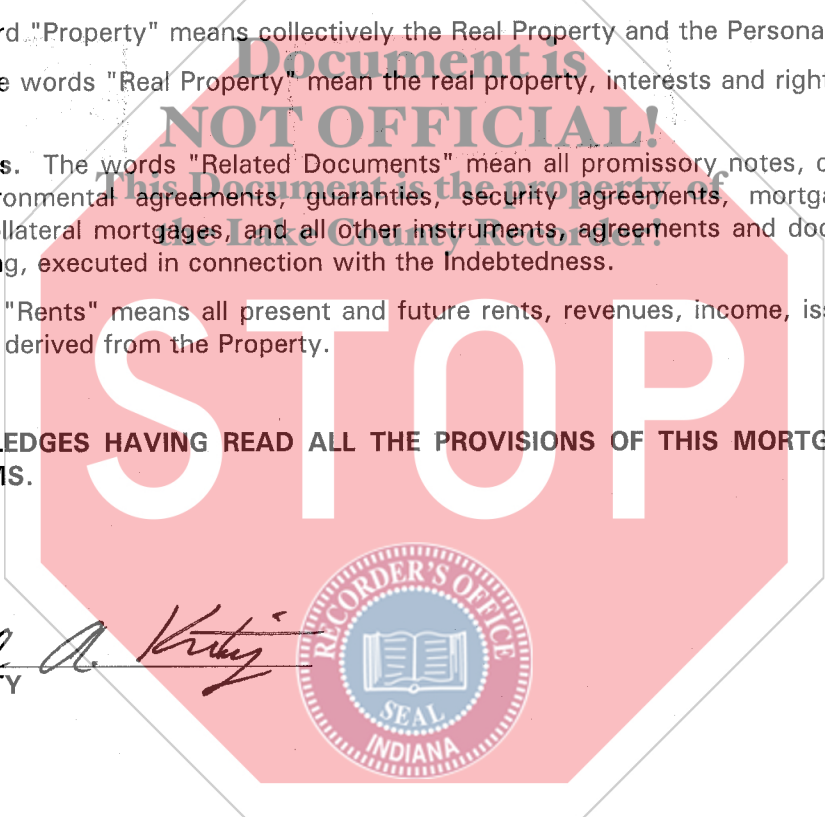 rd "Property" means collectively the Real Property and the Persona
Document is
e words "Real Property" mean the real property, interests and right
NOT OFFICIAL!
s. The words "Related Documents" mean all promissory notes, c
This Document is the property of
ronmental agreements, guaranties, security agreements, mortga
llateral mortgages, and all other instruments, agreements and doc
the Lake County Recorder!
ng, executed in connection with the Indebtedness.
"Rents" means all present and future rents, revenues, income, iss
derived from the Property.
STOP
LEDGES HAVING READ ALL THE PROVISIONS OF THIS MORTG
MS.
RECORDER'S OFFICE
A.
TY
SEAL
INDIANA